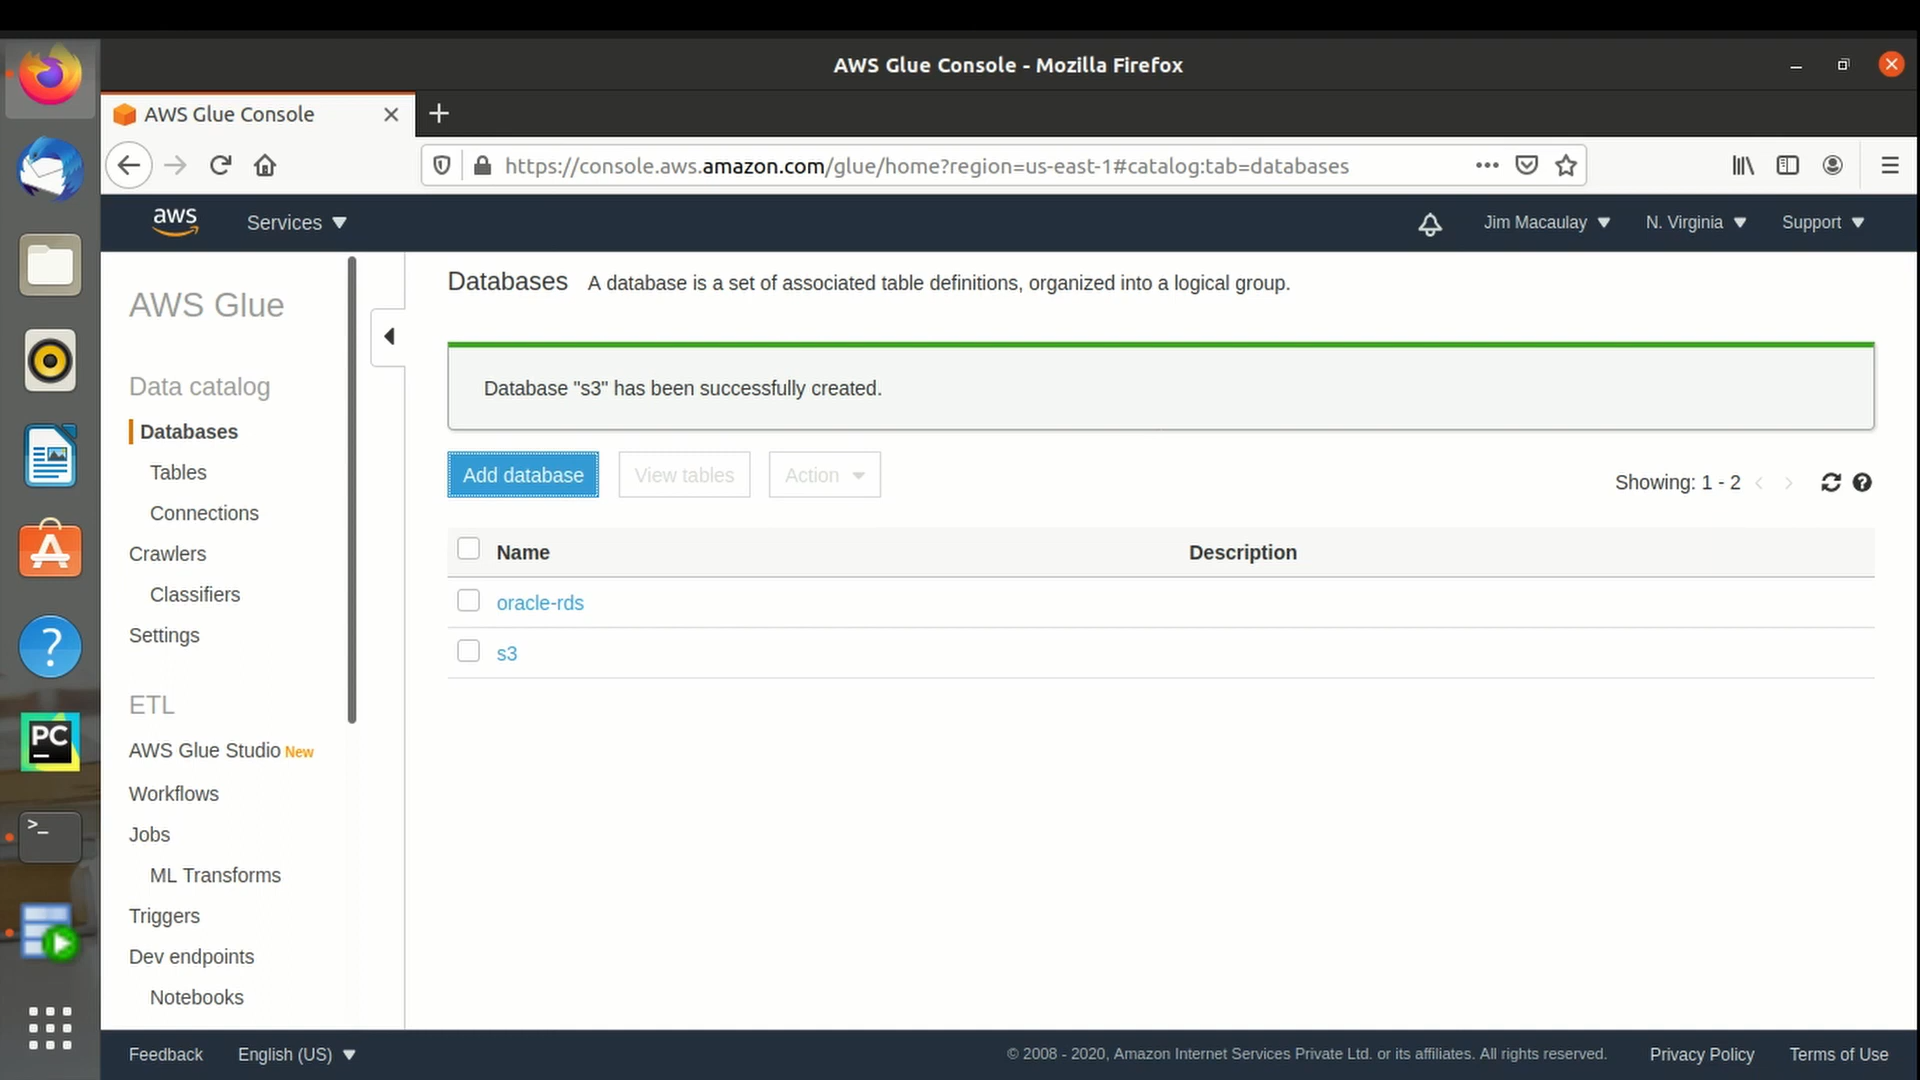 AWS Glue Console - Mozilla Firefox
AWS Glue Console
https://console.aws.amazon.com/glue/home?region=us-east-1#catalog:tab=databases
aws
Services
Jim Macaulay
N. Virginia
Support
AWS Glue
Data catalog
Databases
Tables
Connections
Crawlers
Classifiers
Settings
ETL
AWS Glue Studio New
Workflows
Jobs
ML Transforms
Triggers
Dev endpoints
Notebooks
Databases A database is a set of associated table definitions, organized into a logical group.
Database "s3" has been successfully created.
Add database
View tables
Action
Showing: 1 - 2
Name
Description
oracle-rds
s3
PC
>_
Feedback
English (US)
© 2008 - 2020, Amazon Internet Services Private Ltd. or its affiliates. All rights reserved.
Privacy Policy
Terms of Use